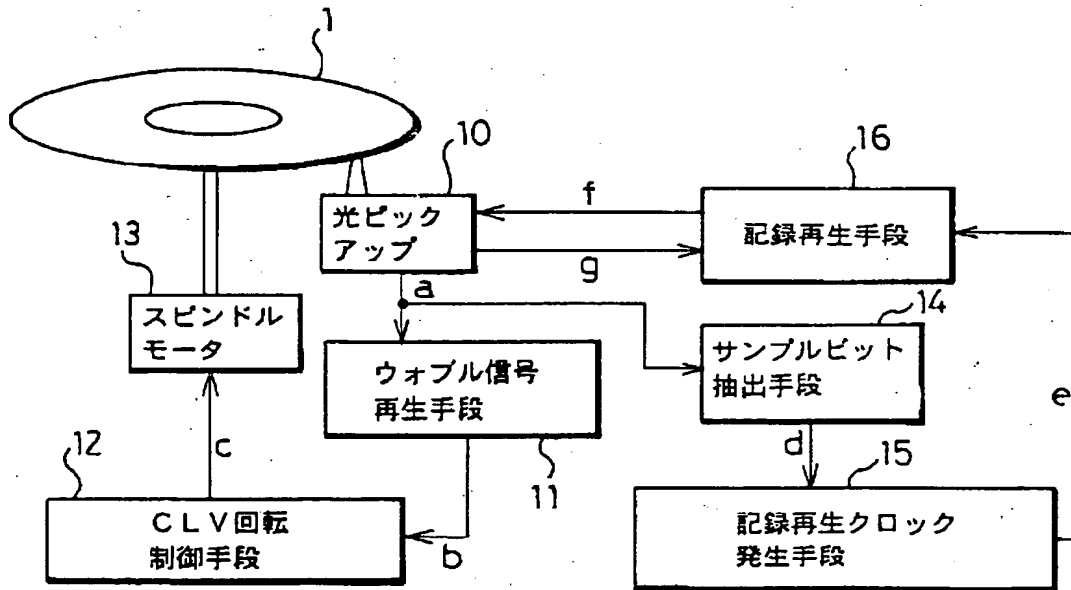 1
10
光ピック
アップ
f
g
a
16
記録再生手段
13
スピンドル
モータ
14
サンプルビット
抽出手段
ウォブル信号
再生手段
11
e
c
d
12
CLV回転
制御手段
b
15
記録再生クロック
発生手段